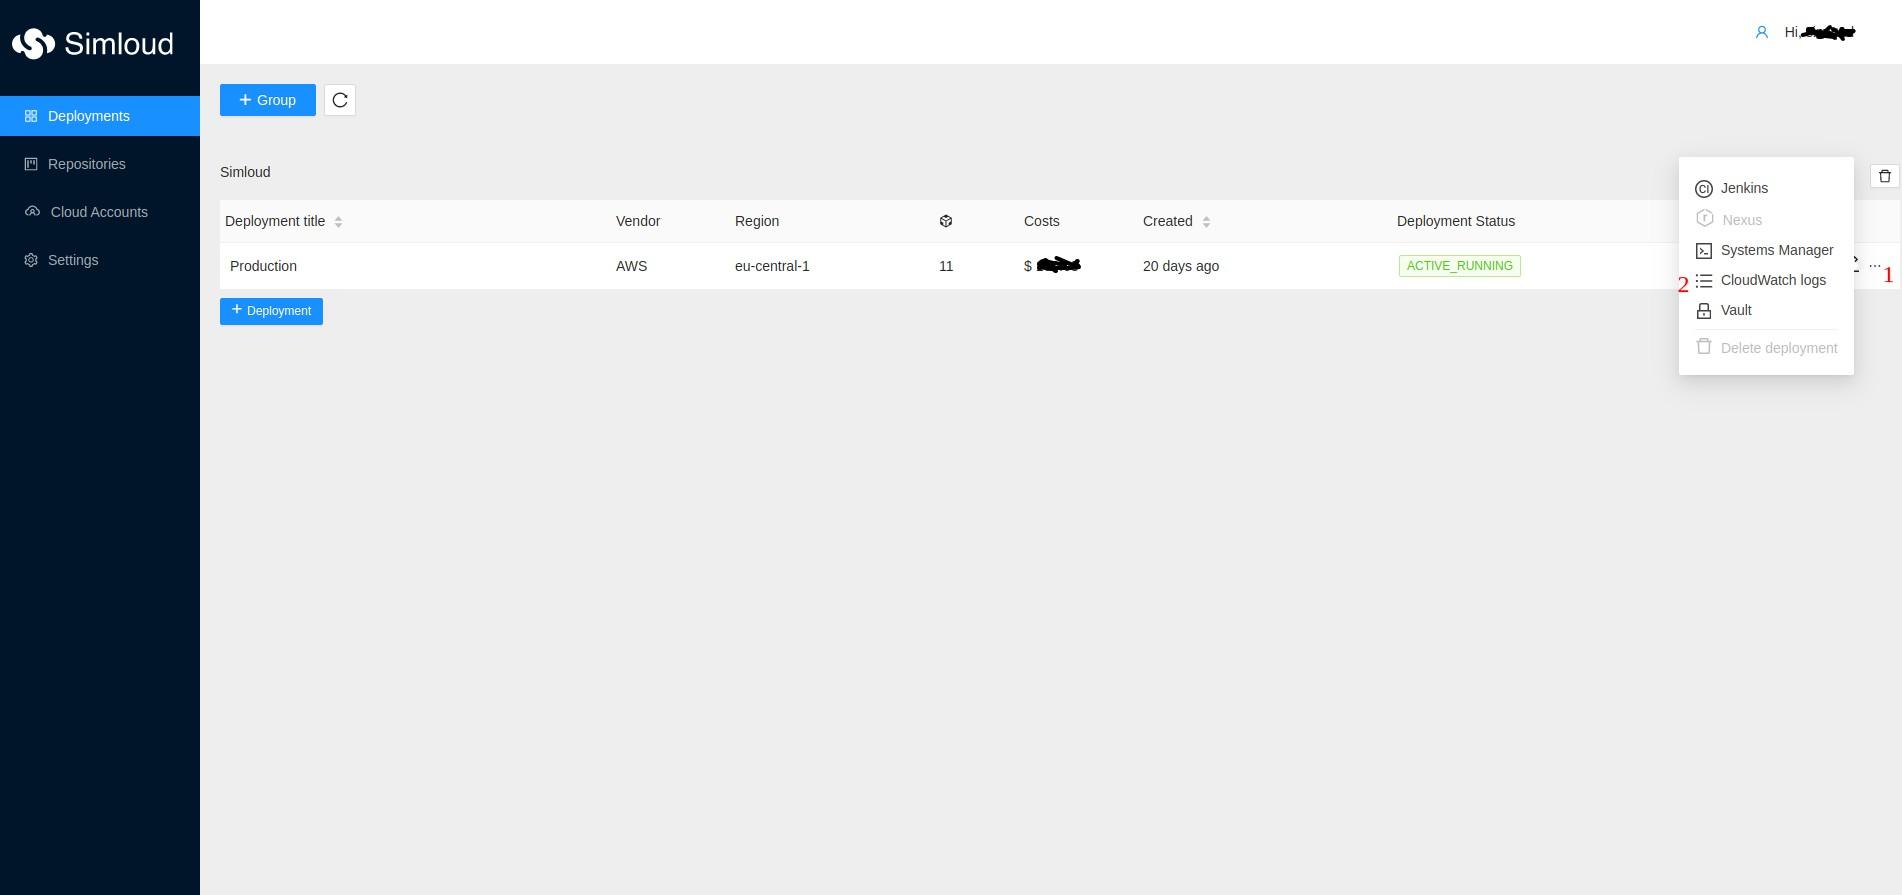 Simloud
Hi,
Deployments
Repositories
Cloud Accounts
Settings
+ Group
Simloud
Deployment title Vendor Region Costs Created Deployment Status
Production AWS eu-central-1 11 $ 20 days ago ACTIVE_RUNNING ... 1
+ Deployment
CI Jenkins
r Nexus
Systems Manager
2 CloudWatch logs
Vault
Delete deployment